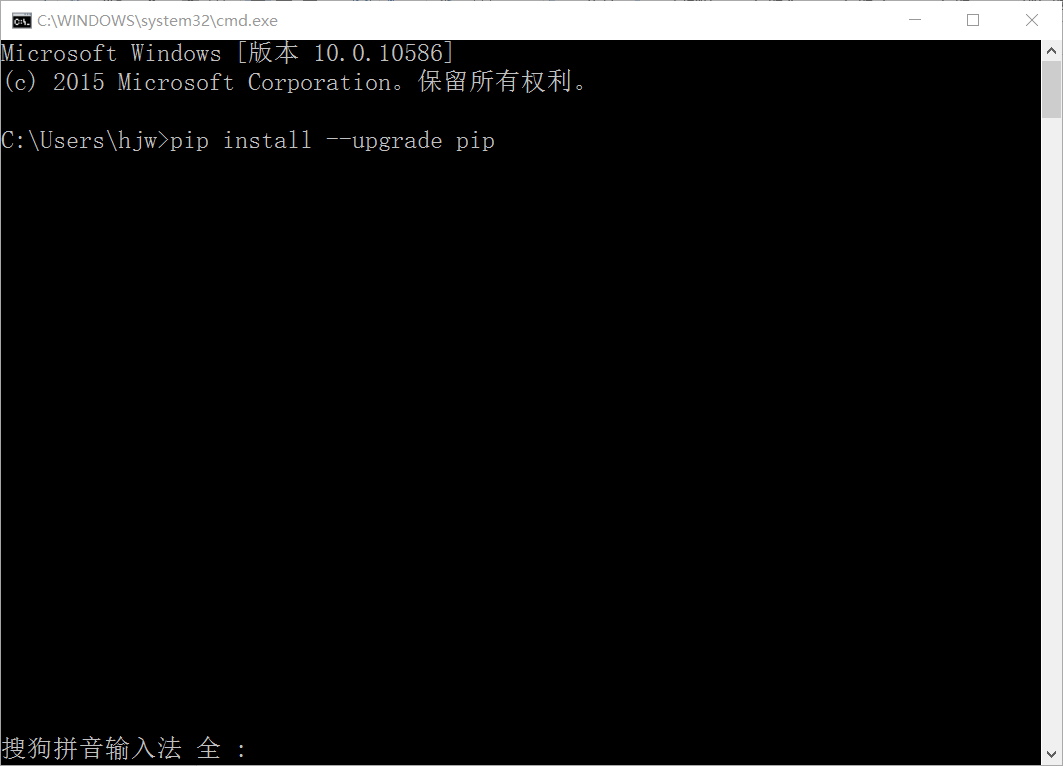 C:\WINDOWS\system32\cmd.exe
Microsoft Windows [版本 10.0.10586]
(c) 2015 Microsoft Corporation。保留所有权利。
C:\Users\hjw>pip install --upgrade pip
搜狗拼音输入法 全 :